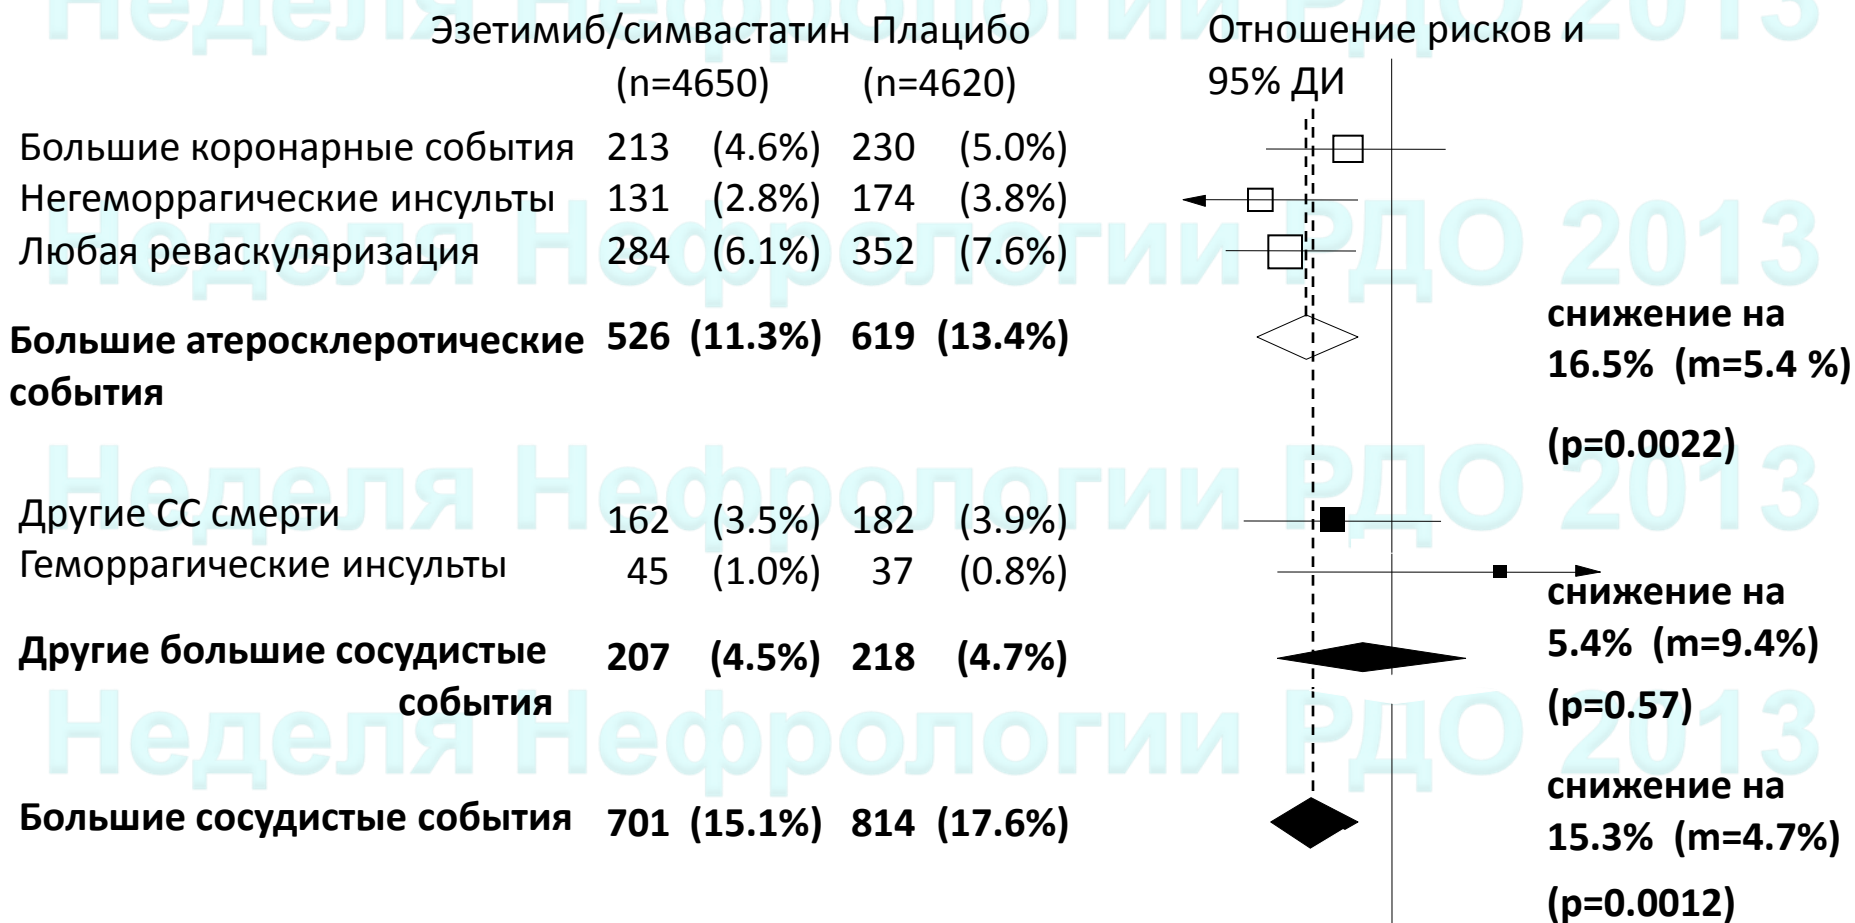 Неделя Нефрологии РДО 2013
Эзетимиб/симвастатин Плацибо Отношение рисков и
(n=4650) (n=4620) 95% ДИ
Большие коронарные события 213 (4.6%) 230 (5.0%)
Негеморрагические инсульты 131 (2.8%) 174 (3.8%)
Неделя Нефрологии РДО 2013
Любая реваскуляризация 284 (6.1%) 352 (7.6%)
Большие атеросклеротические 526 (11.3%) 619 (13.4%)
события
снижение на
16.5% (m=5.4 %)
(p=0.0022)
Неделя Нефрологии РДО 2013
Другие СС смерти 162 (3.5%) 182 (3.9%)
Геморрагические инсульты 45 (1.0%) 37 (0.8%)
Другие большие сосудистые 207 (4.5%) 218 (4.7%)
события
снижение на
5.4% (m=9.4%)
(p=0.57)
Неделя Нефрологии РДО 2013
Большие сосудистые события 701 (15.1%) 814 (17.6%)
снижение на
15.3% (m=4.7%)
(p=0.0012)